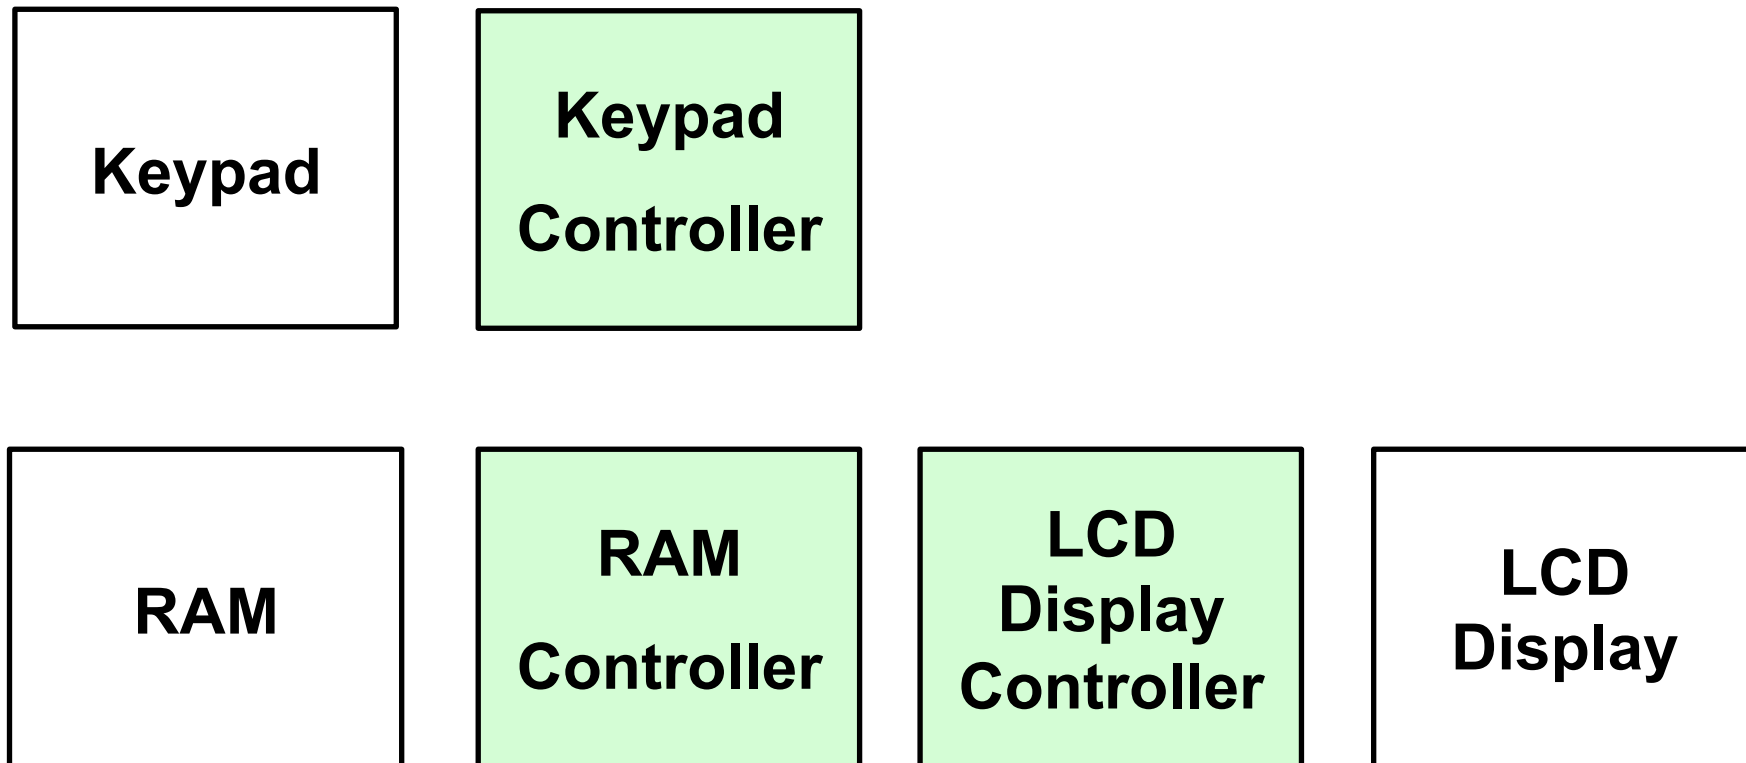 Keypad
Keypad
Controller
RAM
RAM
Controller
LCD
Display
Controller
LCD
Display